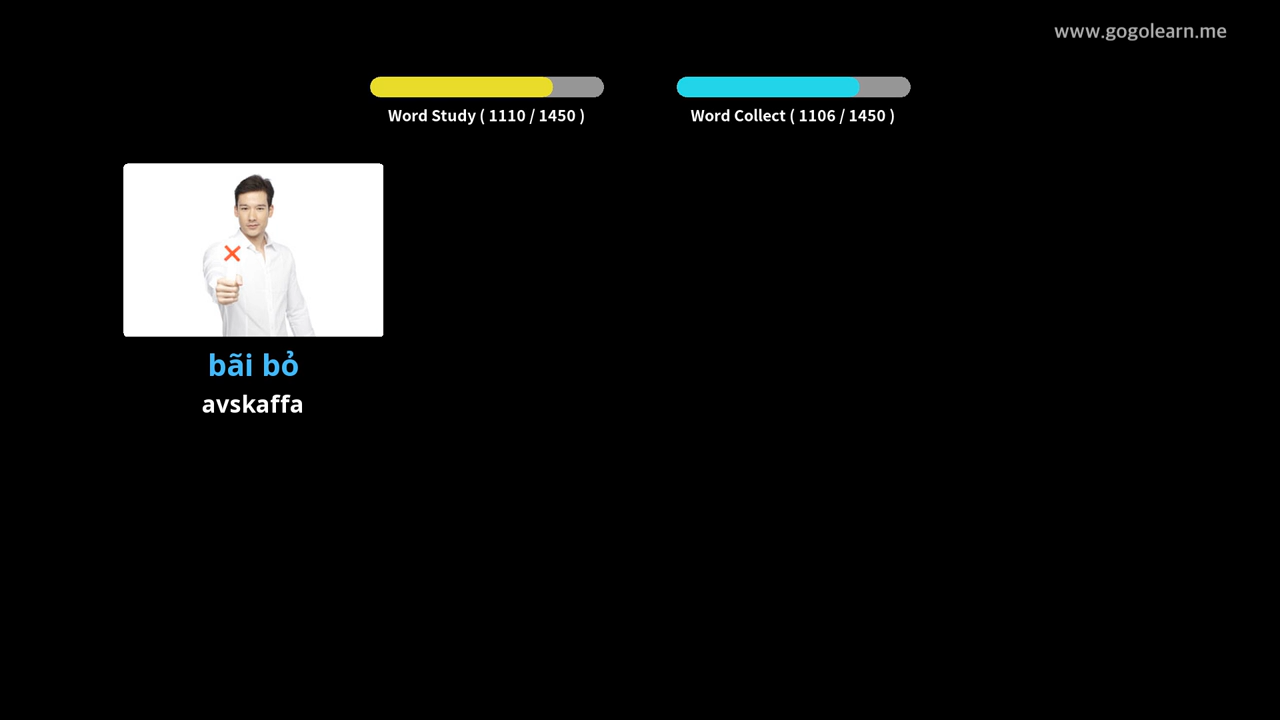 www.gogolearn.me
Word Study ( 1110 / 1450 )
Word Collect ( 1106 / 1450 )
bãi bỏ
avskaffa